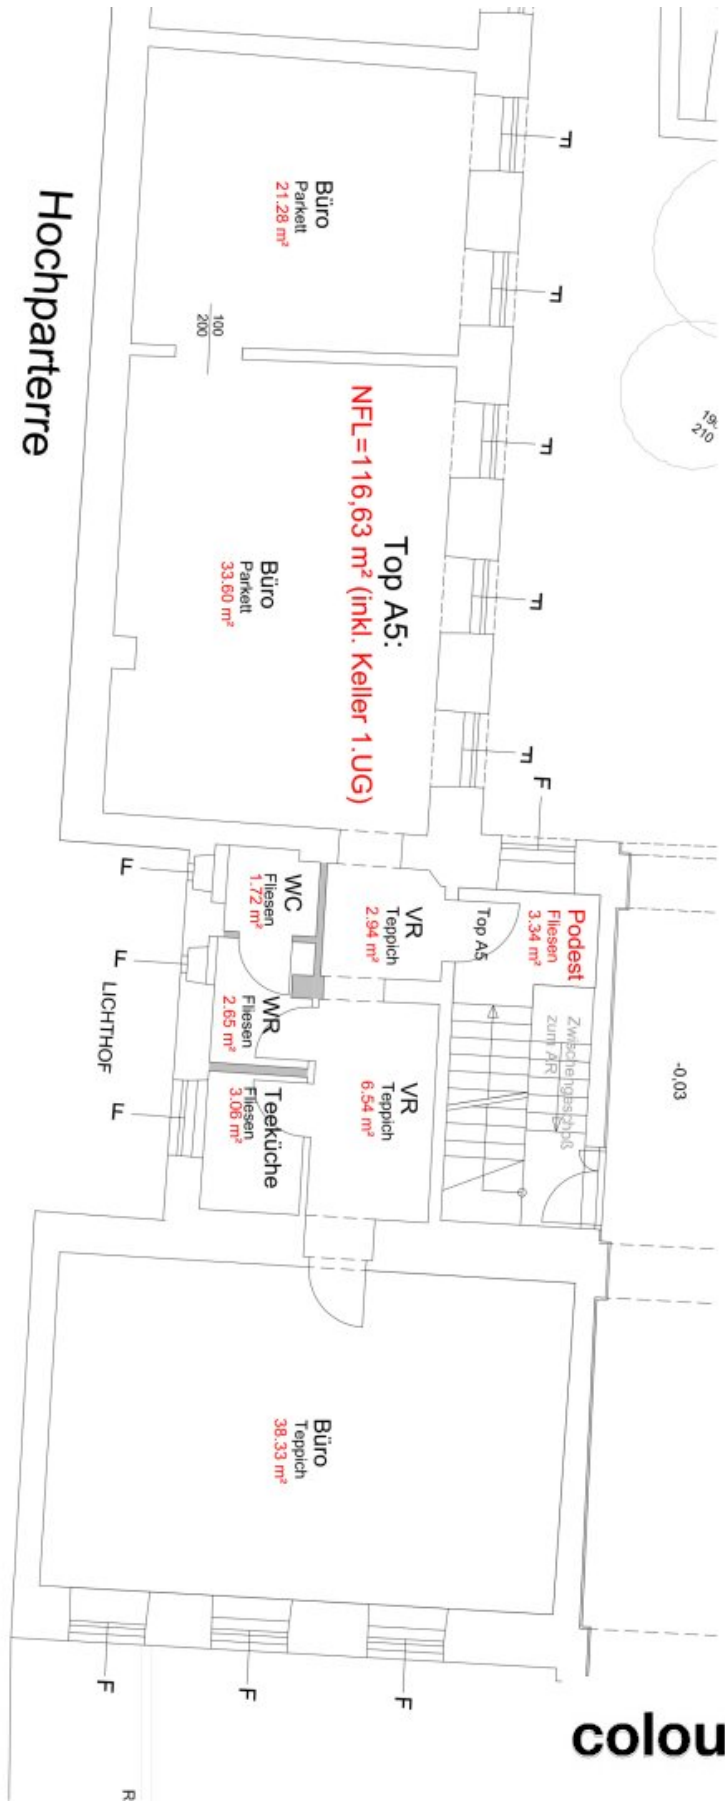 Hochparterre
Büro
Parkett
21.28 m²
100
200
Top A5:
NFL=116,63 m² (inkl. Keller 1.UG)
Büro
Parkett
33.60 m²
F
F
F
F
F
F
210
WC
Fliesen
1.72 m²
VR
Teppich
2.94 m²
Top A5
Podest
Fliesen
3.34 m²
Zwischengeschoß
zum AR
-0,03
WR
Fliesen
2.65 m²
VR
Teppich
6.54 m²
Teeküche
Fliesen
3.06 m²
F
F
F
LICHTHOF
Büro
Teppich
38.33 m²
F
F
F
R
colou